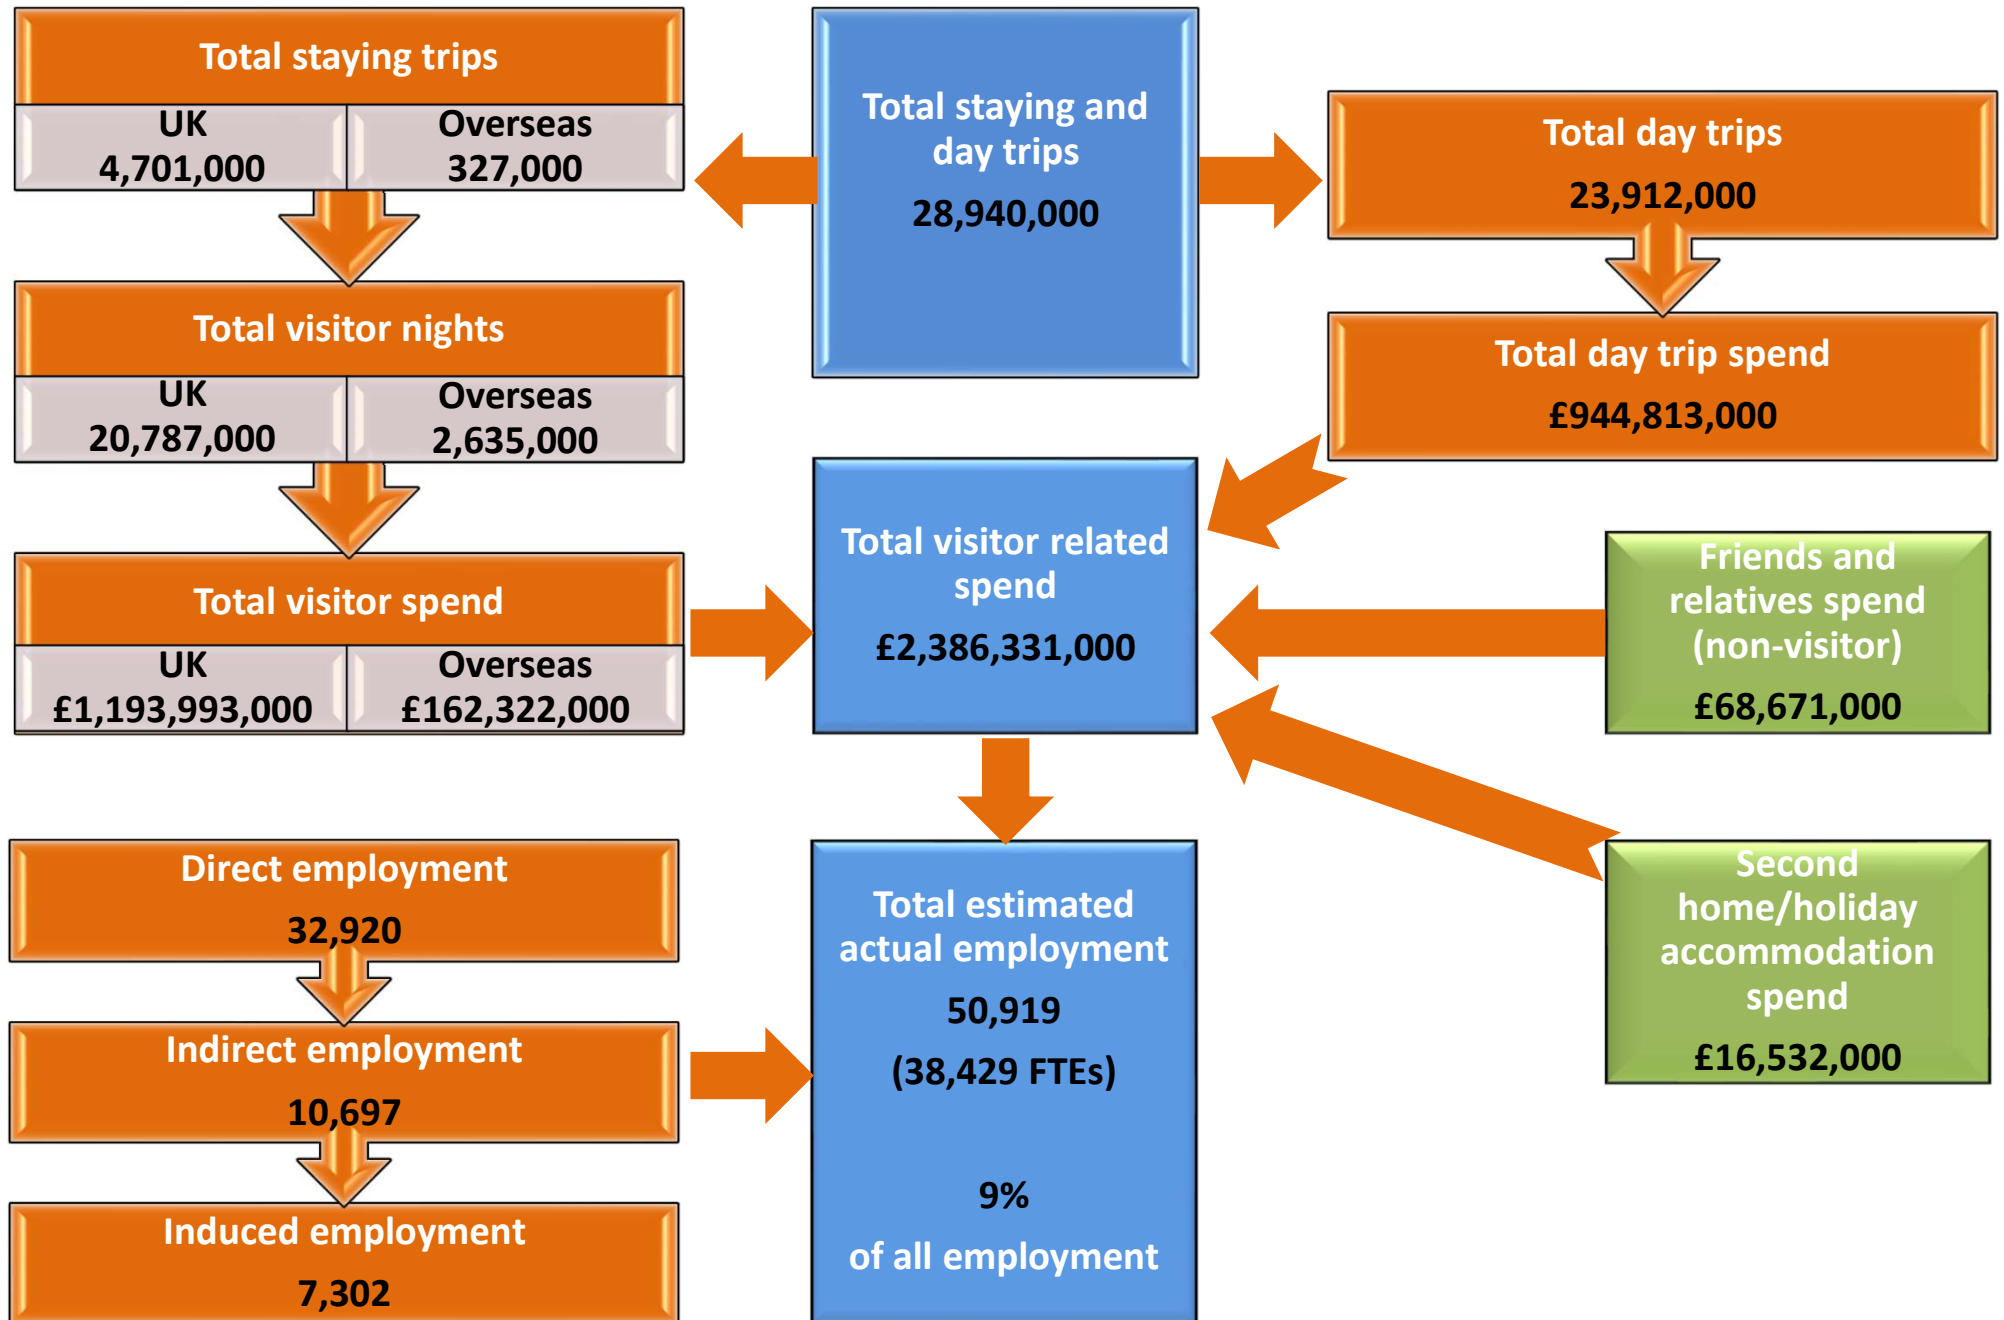 Total staying trips
UK
4,701,000
Overseas
327,000
Total visitor nights
UK
20,787,000
Overseas
2,635,000
Total visitor spend
UK
£1,193,993,000
Overseas
£162,322,000
Direct employment
32,920
Indirect employment
10,697
Induced employment
7,302
Total staying and
day trips
28,940,000
Total visitor related
spend
£2,386,331,000
Total estimated
actual employment
50,919
(38,429 FTEs)
9%
of all employment
Total day trips
23,912,000
Total day trip spend
£944,813,000
Friends and
relatives spend
(non-visitor)
£68,671,000
Second
home/holiday
accommodation
spend
£16,532,000